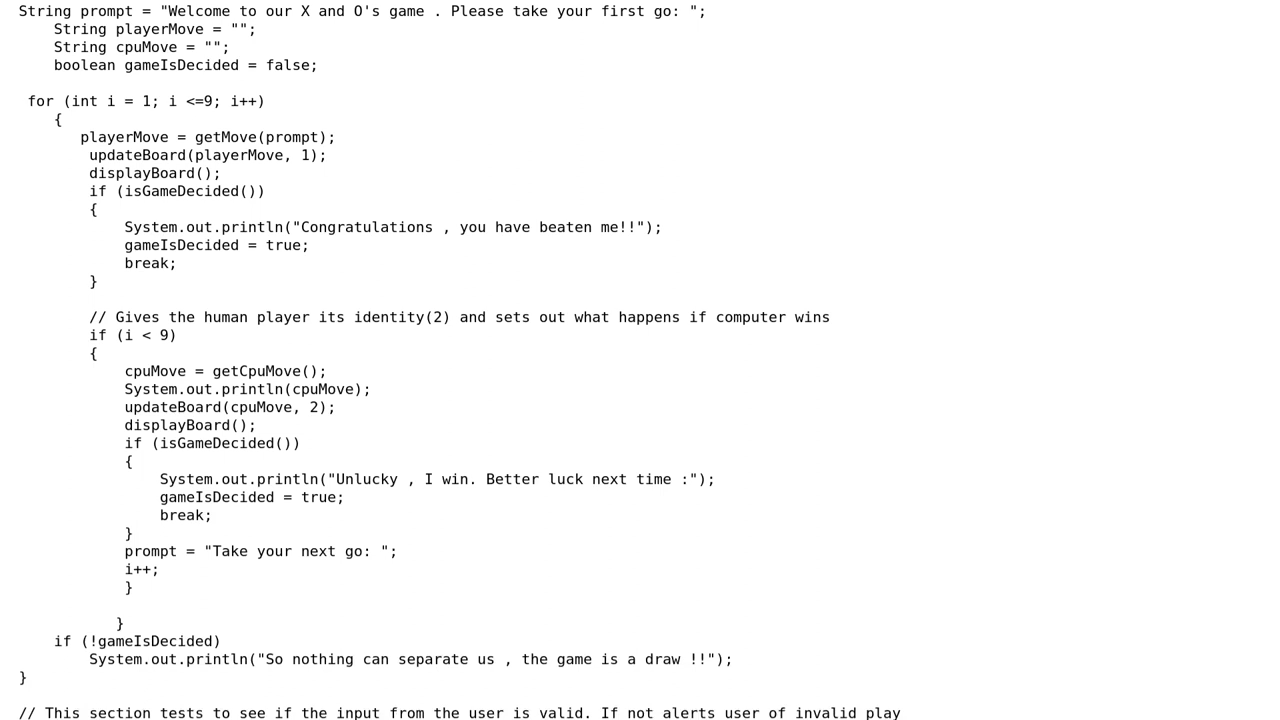 String prompt = "Welcome to our X and O's game . Please take your first go: ";
String playerMove = "";
String cpuMove = "";
boolean gameIsDecided = false;
for (int i = 1; i <=9; i++)
{
playerMove = getMove(prompt);
updateBoard(playerMove, 1);
displayBoard();
if (isGameDecided())
{
System.out.println("Congratulations , you have beaten me!!");
gameIsDecided = true;
break;
}
// Gives the human player its identity(2) and sets out what happens if computer wins
if (i < 9)
{
cpuMove = getCpuMove();
System.out.println(cpuMove);
updateBoard(cpuMove, 2);
displayBoard();
if (isGameDecided())
{
System.out.println("Unlucky , I win. Better luck next time :");
gameIsDecided = true;
break;
}
prompt = "Take your next go: ";
i++;
}
}
if (!gameIsDecided)
System.out.println("So nothing can separate us , the game is a draw !!");
}
// This section tests to see if the input from the user is valid. If not alerts user of invalid play